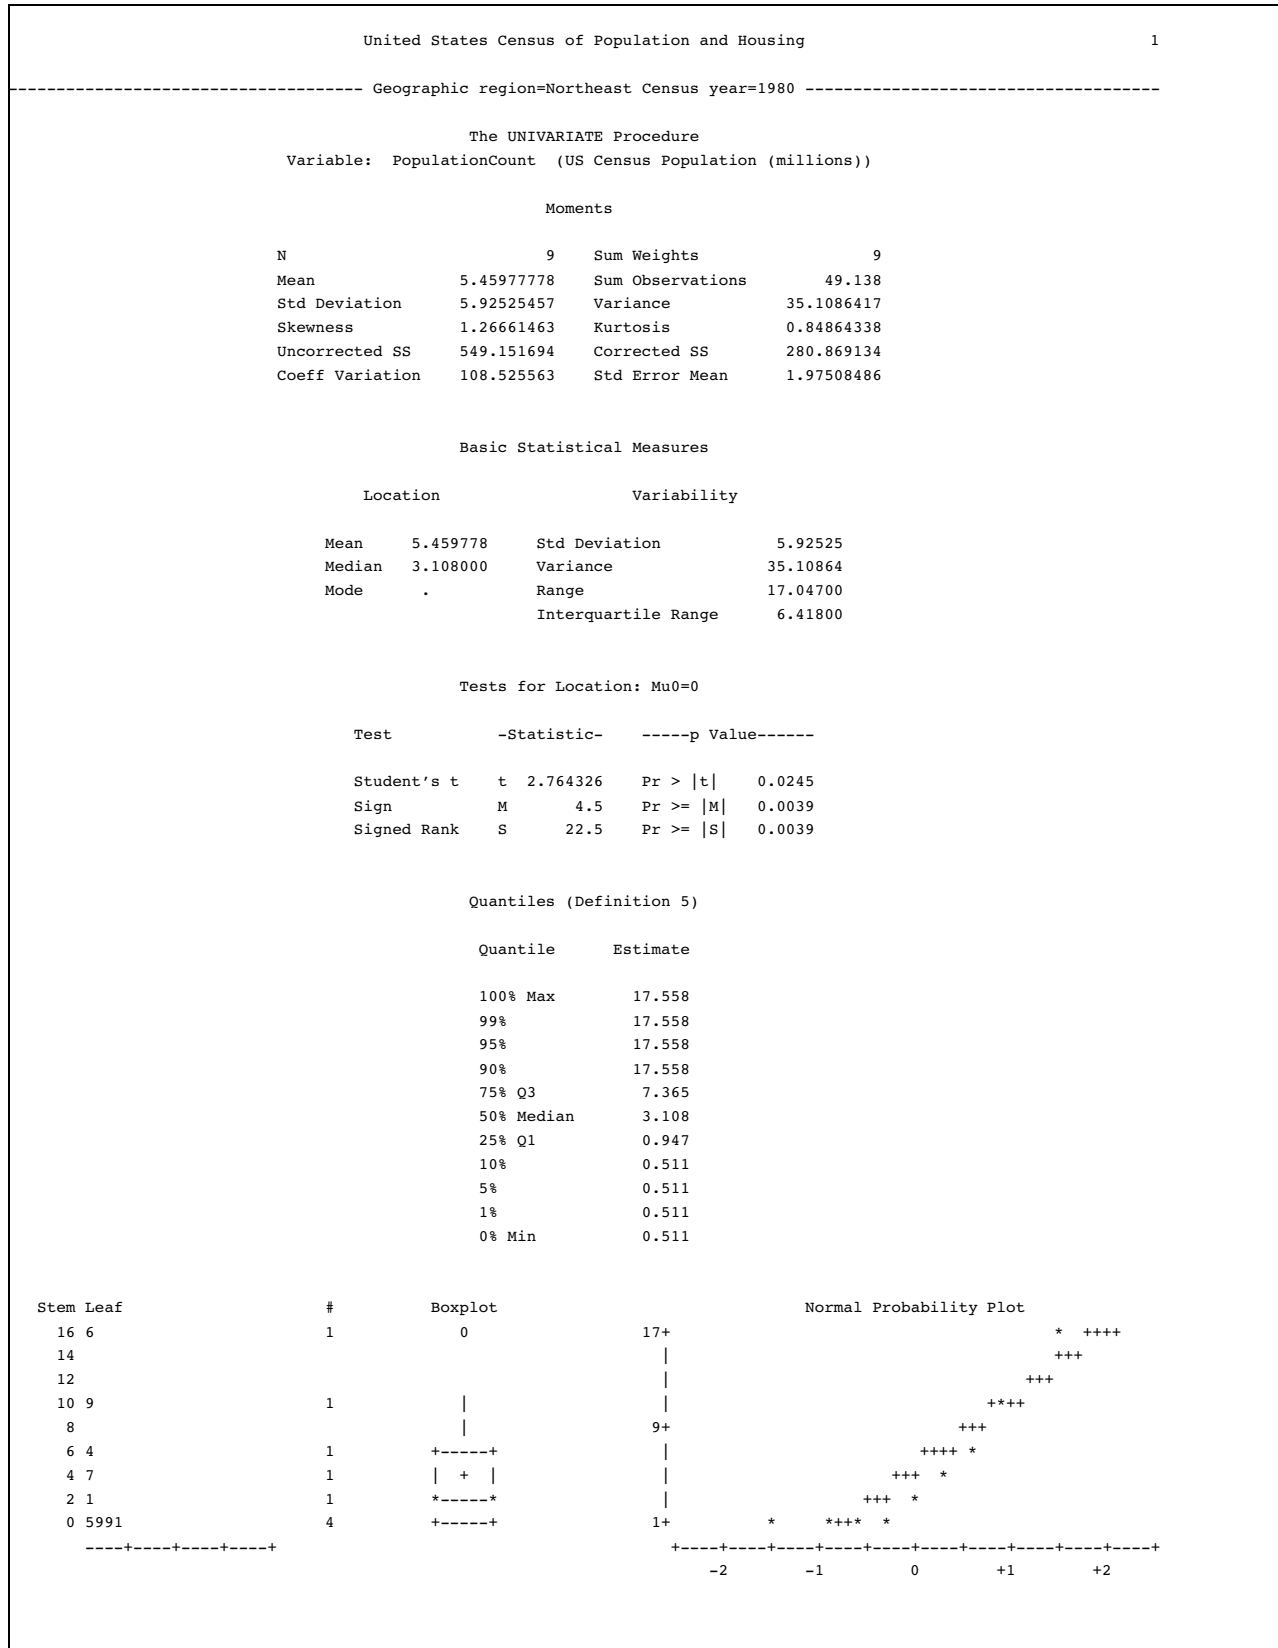 United States Census of Population and Housing 1
------------------------------------- Geographic region=Northeast Census year=1980 -------------------------------------
The UNIVARIATE Procedure
Variable: PopulationCount (US Census Population (millions))
Moments
N 9 Sum Weights 9
Mean 5.45977778 Sum Observations 49.138
Std Deviation 5.92525457 Variance 35.1086417
Skewness 1.26661463 Kurtosis 0.84864338
Uncorrected SS 549.151694 Corrected SS 280.869134
Coeff Variation 108.525563 Std Error Mean 1.97508486
Basic Statistical Measures
Location Variability
Mean 5.459778 Std Deviation 5.92525
Median 3.108000 Variance 35.10864
Mode . Range 17.04700
Interquartile Range 6.41800
Tests for Location: Mu0=0
Test -Statistic- -----p Value------
Student's t t 2.764326 Pr > |t| 0.0245
Sign M 4.5 Pr >= |M| 0.0039
Signed Rank S 22.5 Pr >= |S| 0.0039
Quantiles (Definition 5)
Quantile Estimate
100% Max 17.558
99% 17.558
95% 17.558
90% 17.558
75% Q3 7.365
50% Median 3.108
25% Q1 0.947
10% 0.511
5% 0.511
1% 0.511
0% Min 0.511
Stem Leaf # Boxplot Normal Probability Plot
16 6 1 0 17+ * ++++
14 | +++
12 | +++
10 9 1 | | +*++
8 | 9+ +++
6 4 1 +-----+ | ++++ *
4 7 1 | + | | +++ *
2 1 1 *-----* | +++ *
0 5991 4 +-----+ 1+ * *++* *
----+----+----+----+ +----+----+----+----+----+----+----+----+----+----+
-2 -1 0 +1 +2